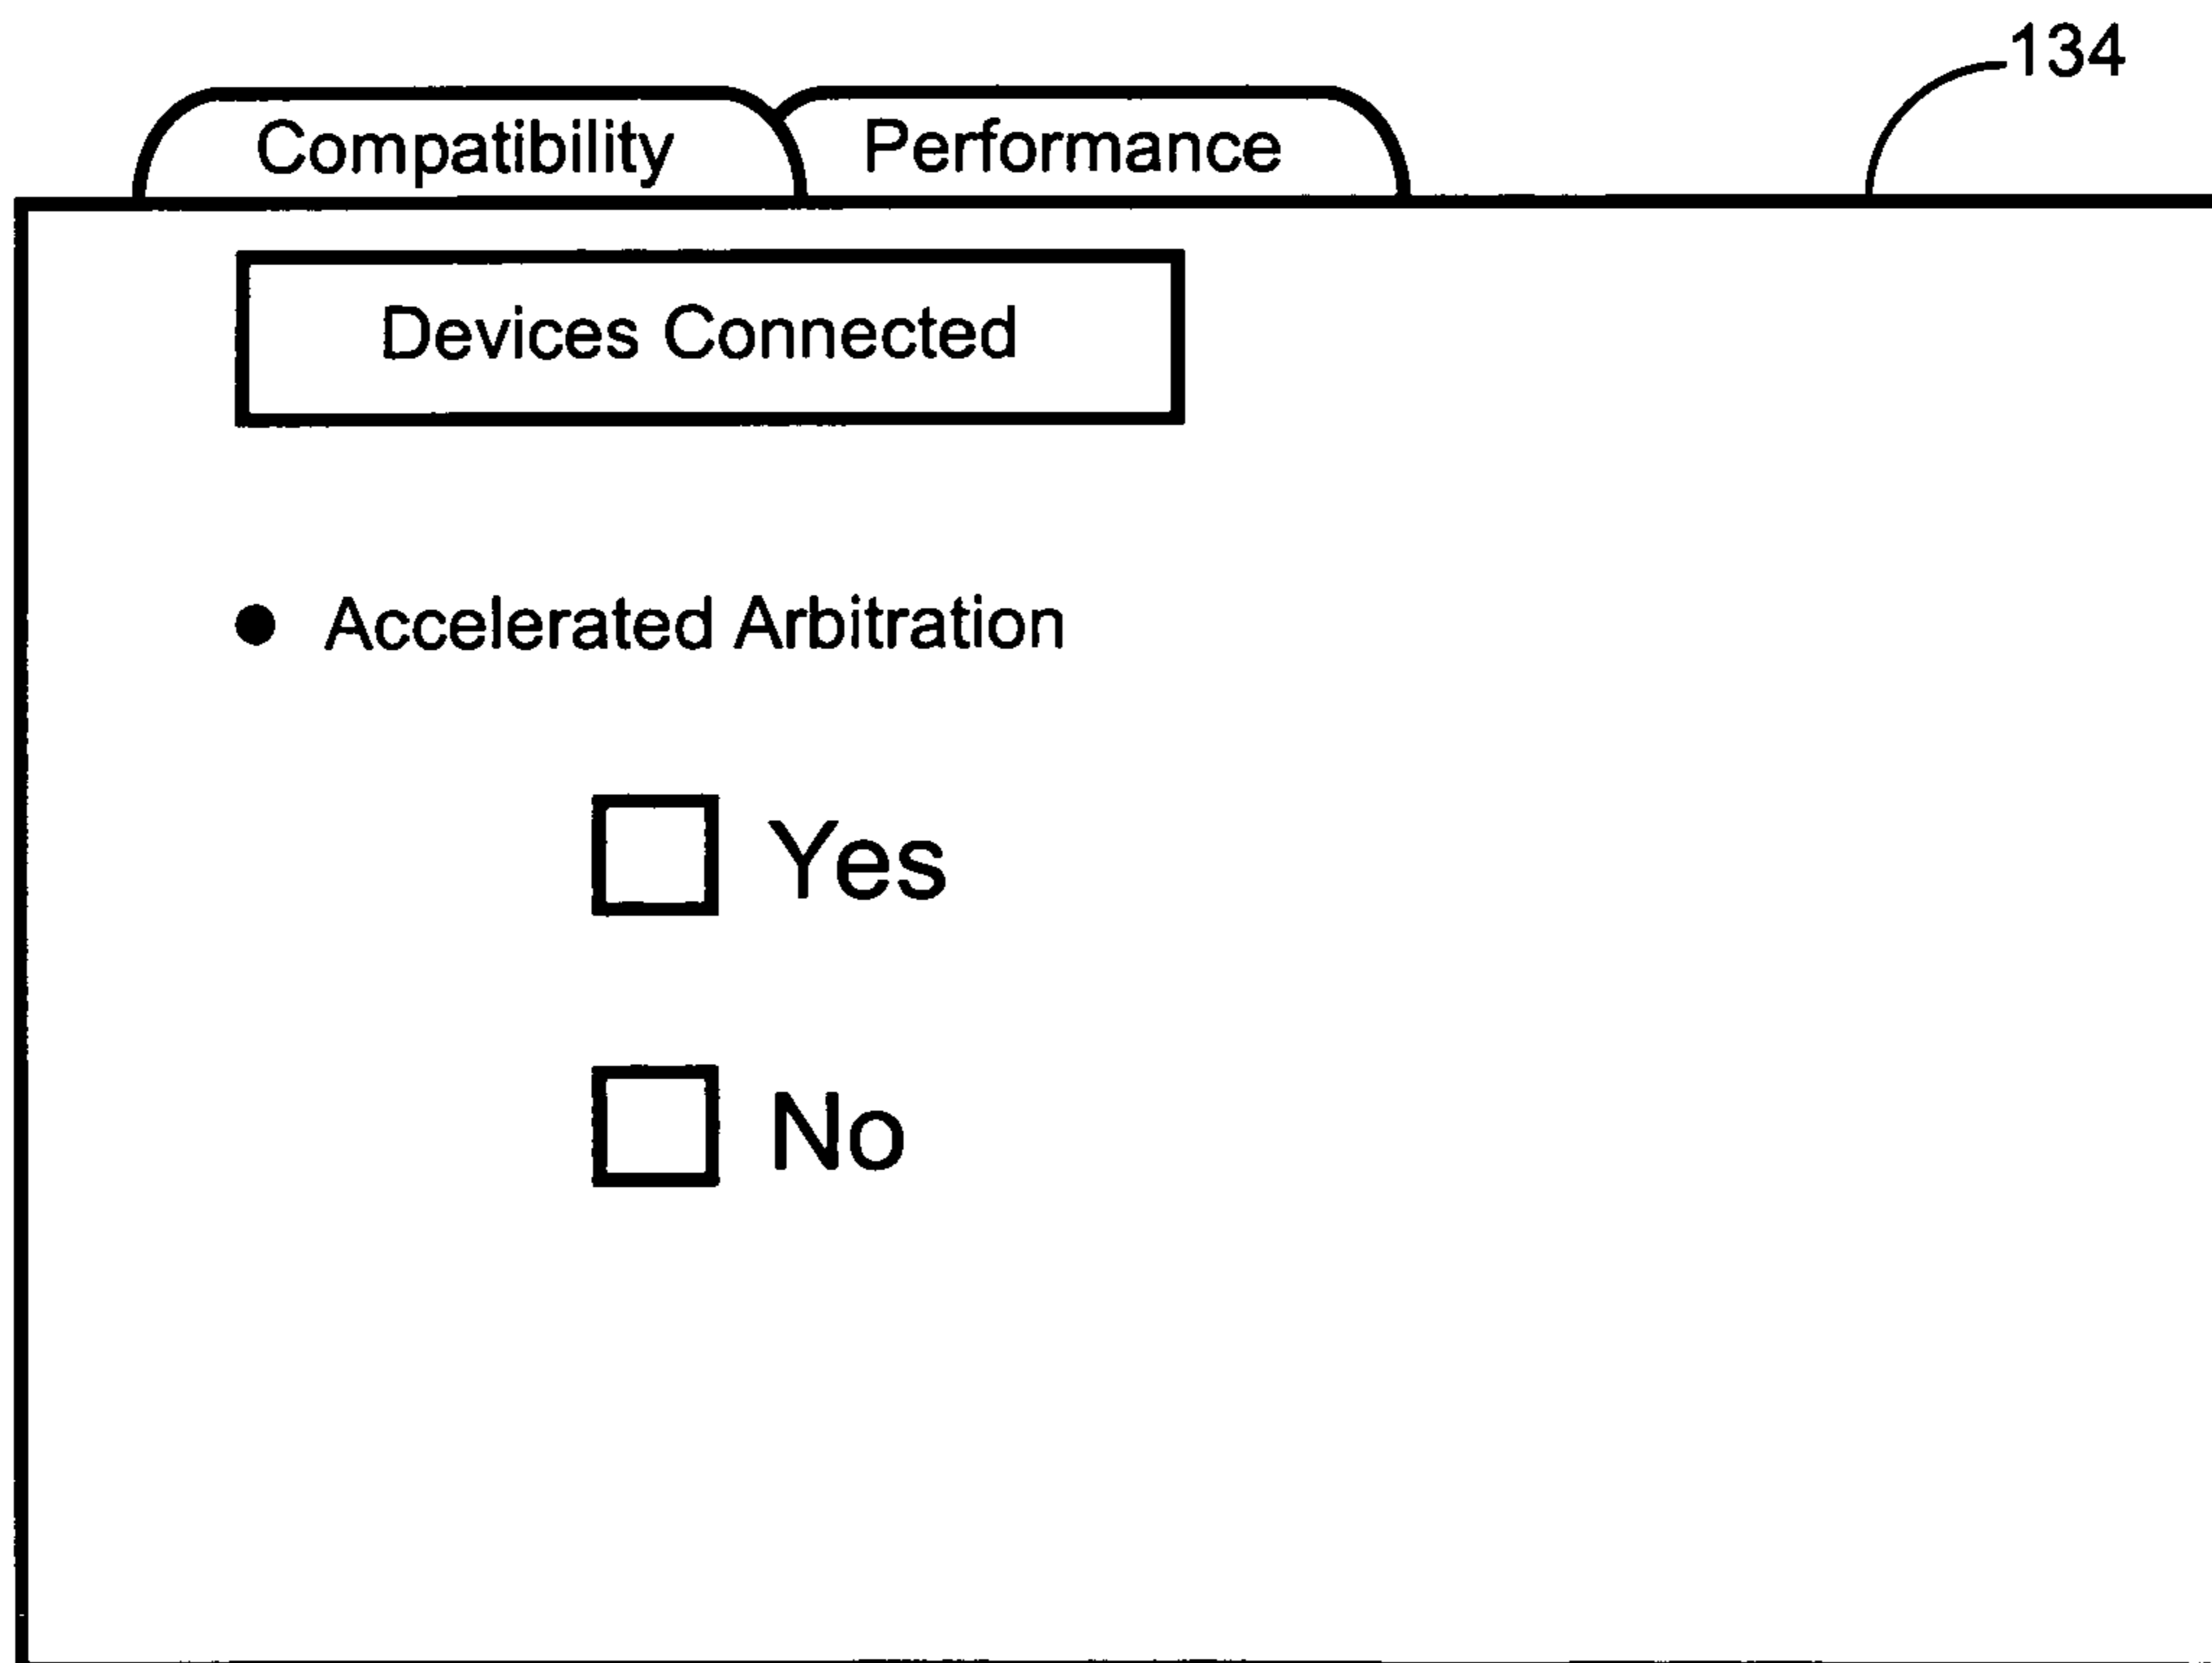 134
Compatibility Performance
Devices Connected
● Accelerated Arbitration
Yes
No